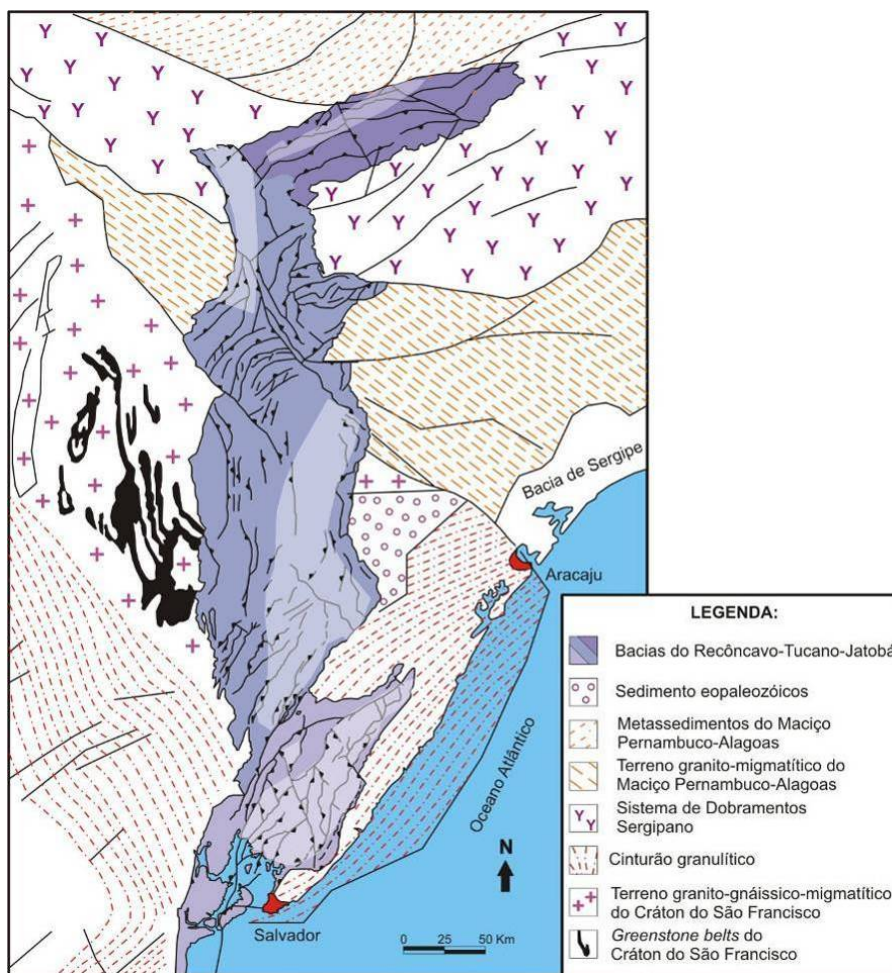 Bacia de Sergipe
Aracaju
Oceano Atlântico
N
Salvador
0 25 50 Km
LEGENDA:
Bacias do Recôncavo-Tucano-Jatobá
Sedimento eopaleozóicos
Metassedimentos do Maciço
Pernambuco-Alagoas
Terreno granito-migmatítico do
Maciço Pernambuco-Alagoas
Sistema de Dobramentos
Sergipano
Cinturão granulítico
Terreno granito-gnáissico-migmatítico
do Cráton do São Francisco
Greenstone belts do
Cráton do São Francisco